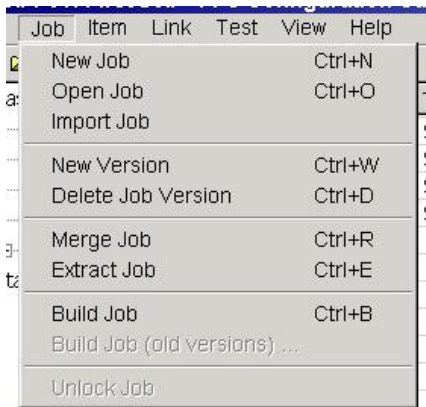 Job Item Link Test View Help
New Job Ctrl+N
Open Job Ctrl+O
Import Job
New Version Ctrl+W
Delete Job Version Ctrl+D
Merge Job Ctrl+R
Extract Job Ctrl+E
Build Job Ctrl+B
Build Job (old versions) ...
Unlock Job